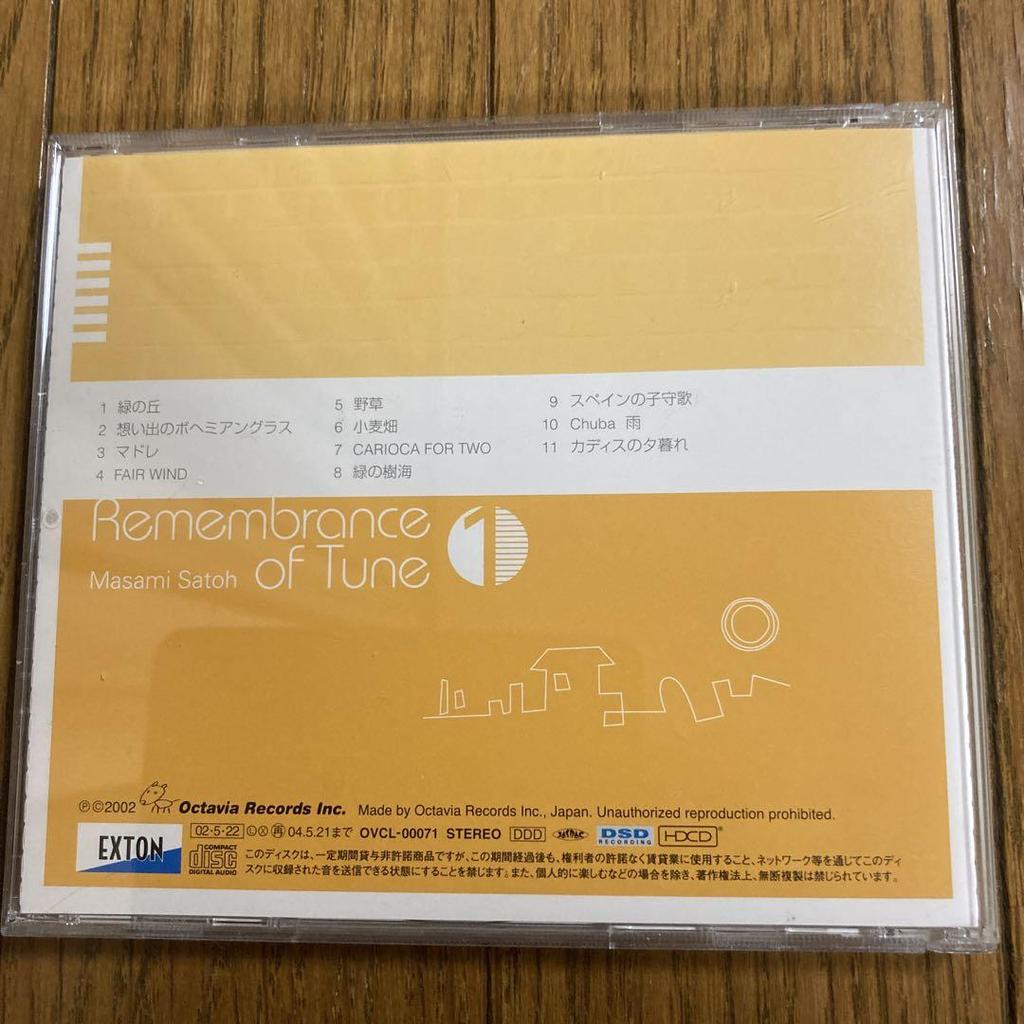 1 緑の丘
2 想い出のボヘミアングラス
3 マドレ
4 FAIR WIND
5 野草
6 小麦畑
7 CARIOCA FOR TWO
8 緑の樹海
9 スペインの子守歌
10 Chuba 雨
11 カディスの夕暮れ
Remembrance
of Tune
1
Masami Satoh
℗©2002 Octavia Records Inc. Made by Octavia Records Inc., Japan. Unauthorized reproduction prohibited.
EXTON
COMPACT
disc
DIGITAL AUDIO
02・5・22 Ⓛ Ⓧ 再 04.5.21まで OVCL-00071 STEREO DDD DSD RECORDING HDCD®
このディスクは、一定期間貸与非許諾商品ですが、この期間経過後も、権利者の許諾なく賃貸業に使用すること、ネットワーク等を通じてこのディ
スクに収録された音を送信できる状態にすることを禁じます。また、個人的に楽しむなどの場合を除き、著作権法上、無断複製は禁じられています。